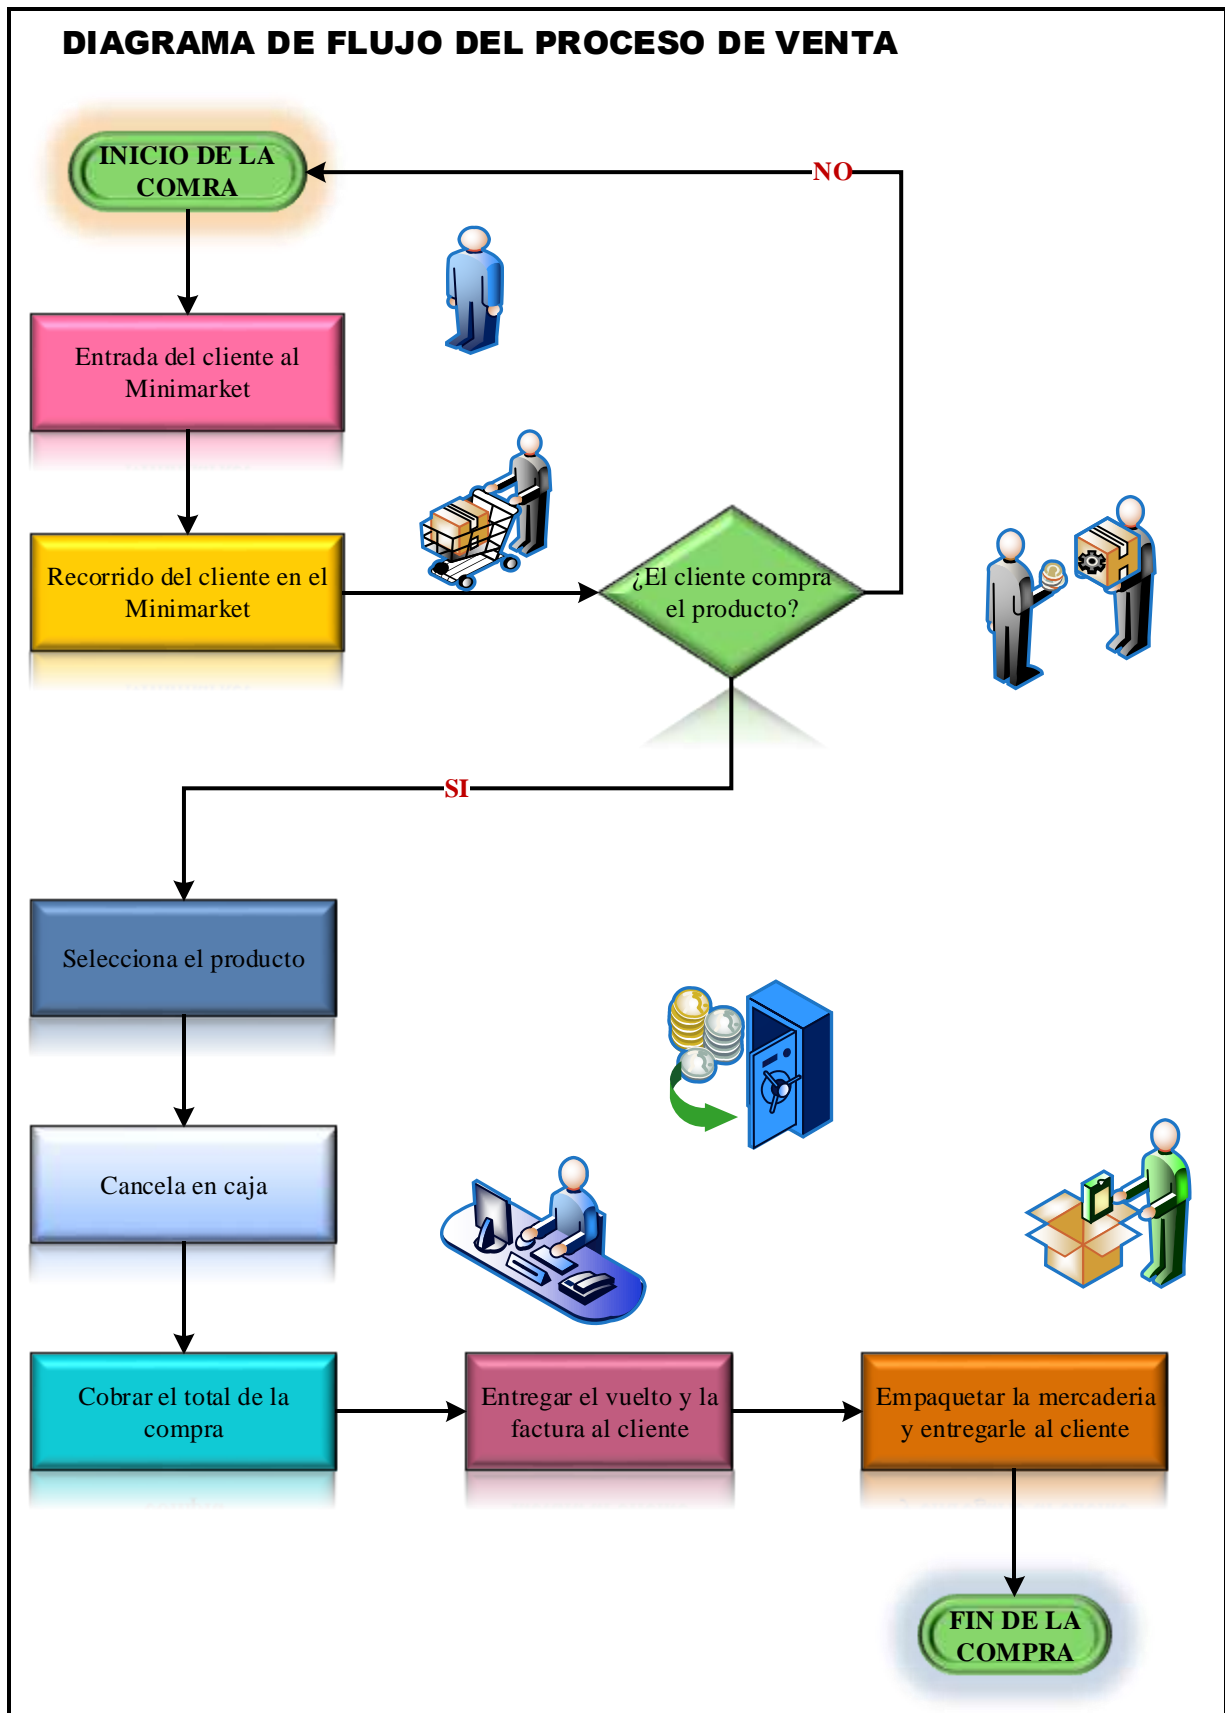 DIAGRAMA DE FLUJO DEL PROCESO DE VENTA
INICIO DE LA
COMRA
NO
Entrada del cliente al
Minimarket
Recorrido del cliente en el
Minimarket
¿El cliente compra
el producto?
SI
Selecciona el producto
Cancela en caja
Cobrar el total de la
compra
Entregar el vuelto y la
factura al cliente
Empaquetar la mercaderia
y entregarle al cliente
FIN DE LA
COMPRA